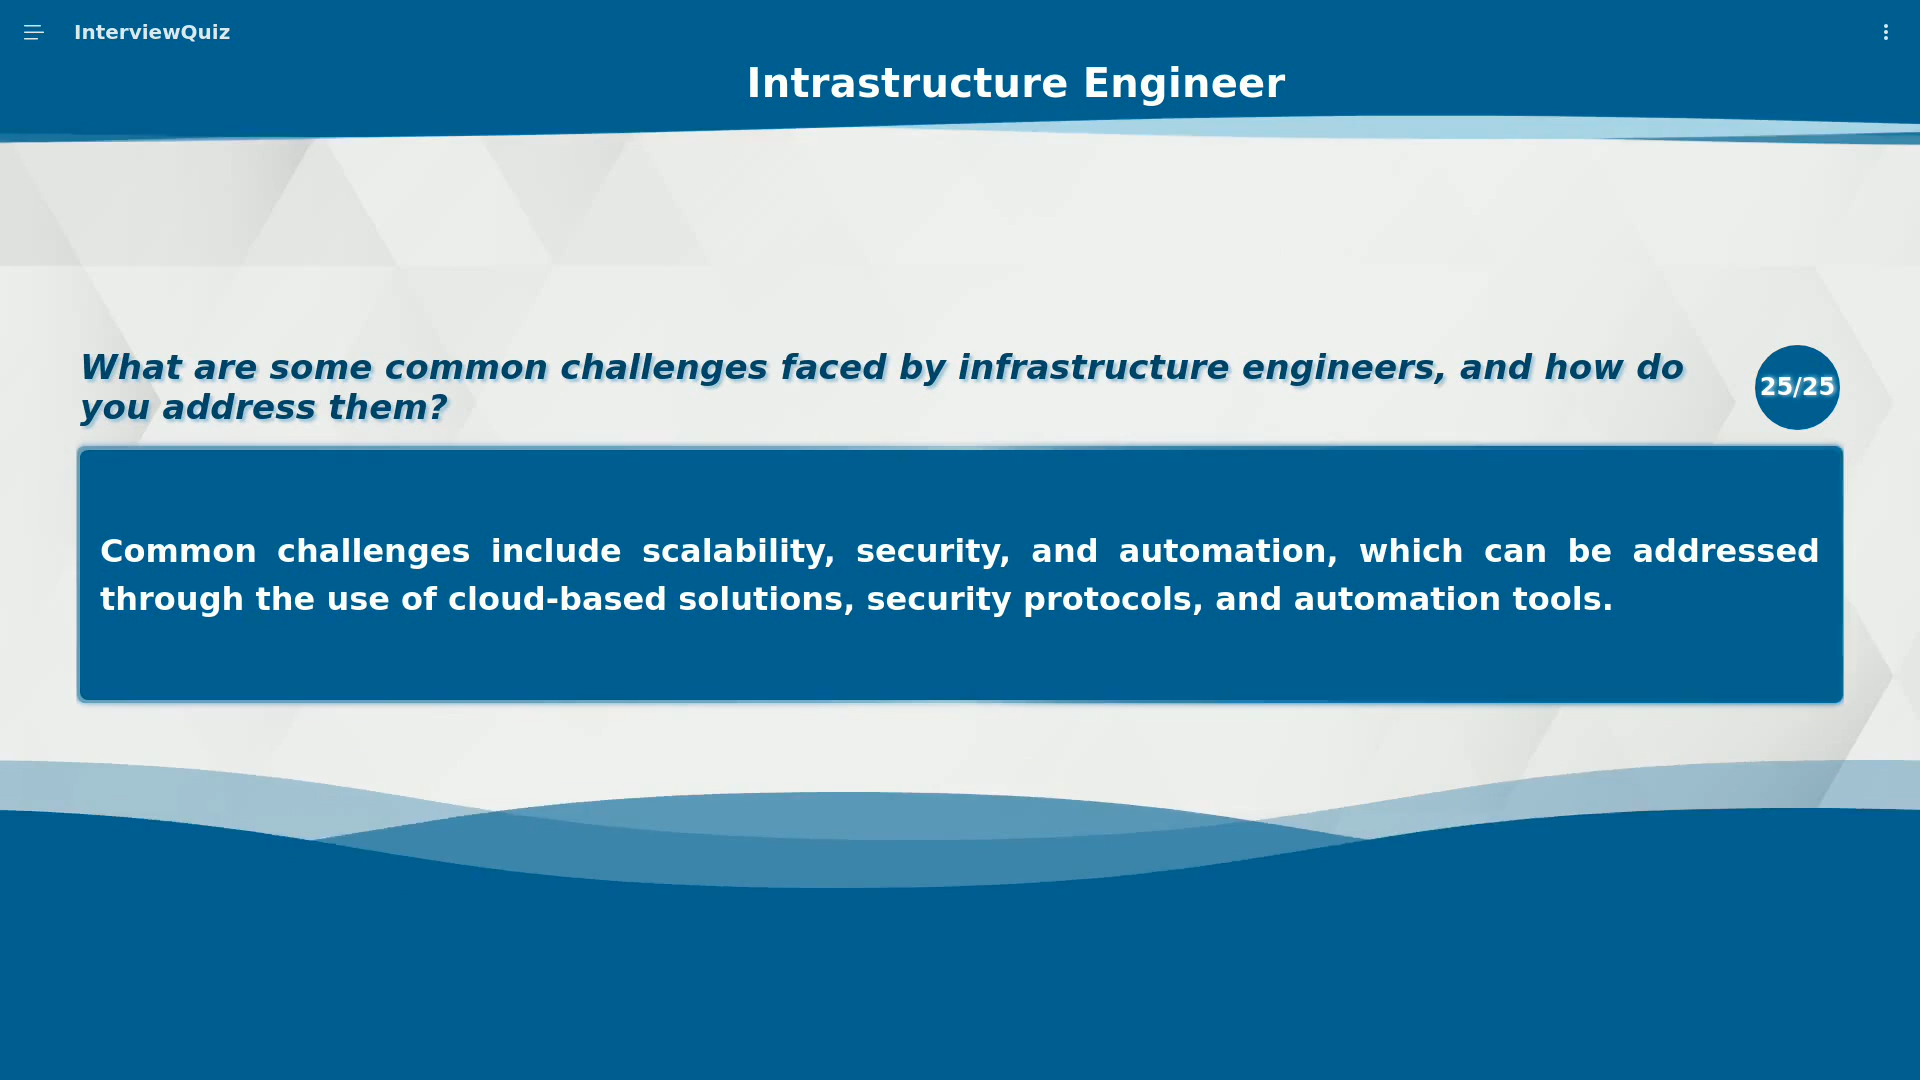 InterviewQuiz
Intrastructure Engineer
What are some common challenges faced by infrastructure engineers, and how do
you address them?
25/25
Common challenges include scalability, security, and automation, which can be addressed
through the use of cloud-based solutions, security protocols, and automation tools.